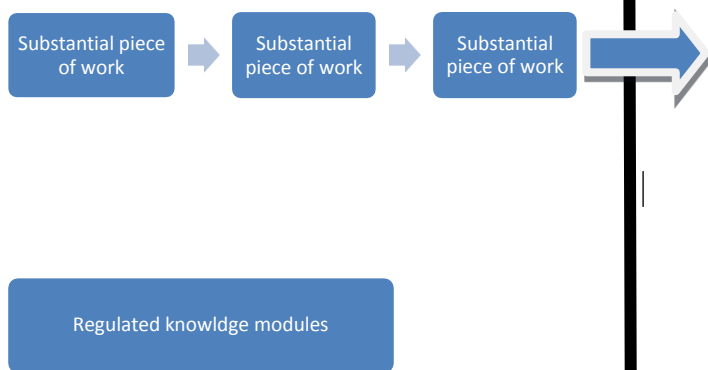 Substantial piece
of work
Substantial
piece of work
Substantial
piece of work
Regulated knowldge modules